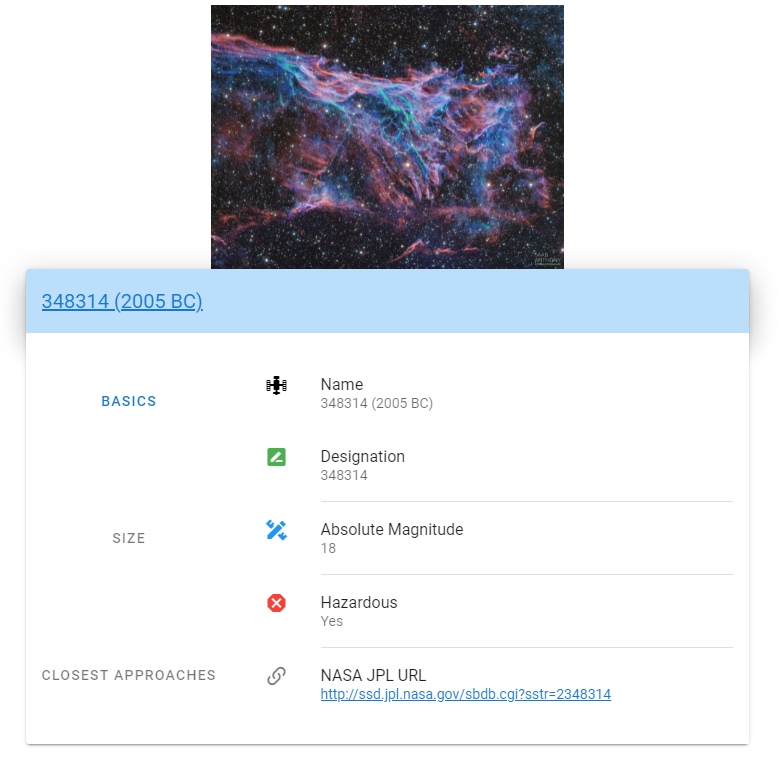 348314 (2005 BC)
BASICS
SIZE
CLOSEST APPROACHES
Name
348314 (2005 BC)
Designation
348314
Absolute Magnitude
18
Hazardous
Yes
NASA JPL URL
http://ssd.jpl.nasa.gov/sbdb.cgi?sstr=2348314